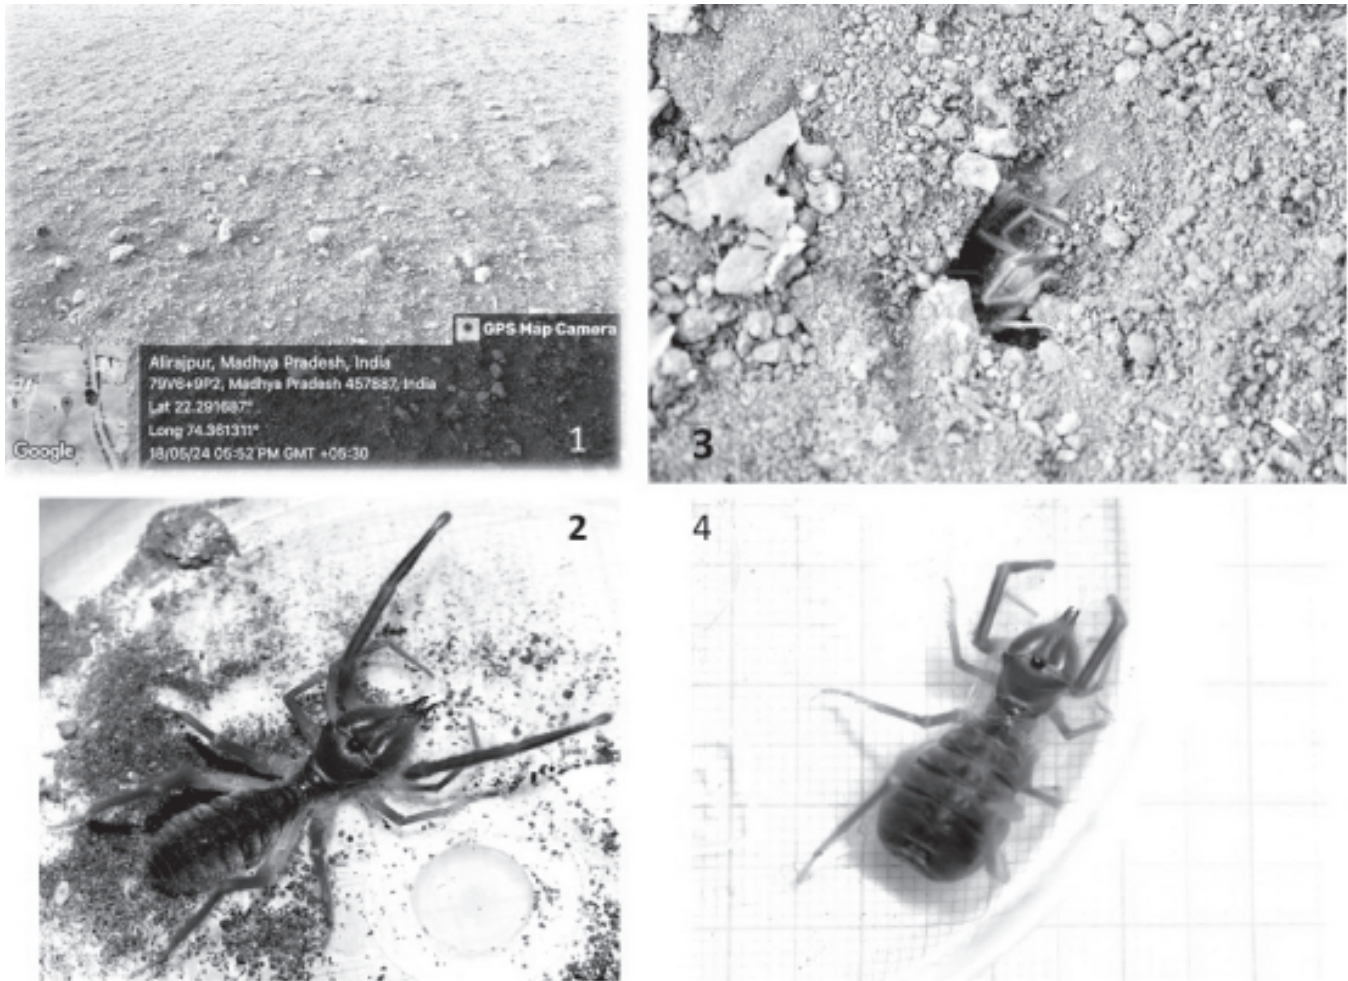 GPS Map Camera
Alirajpur, Madhya Pradesh, India
79V6+9P2, Madhya Pradesh 457887, India
Lat 22.291687°
Long 74.361311°
18/05/24 05:52 PM GMT +05:30
Google
1
3
2
4